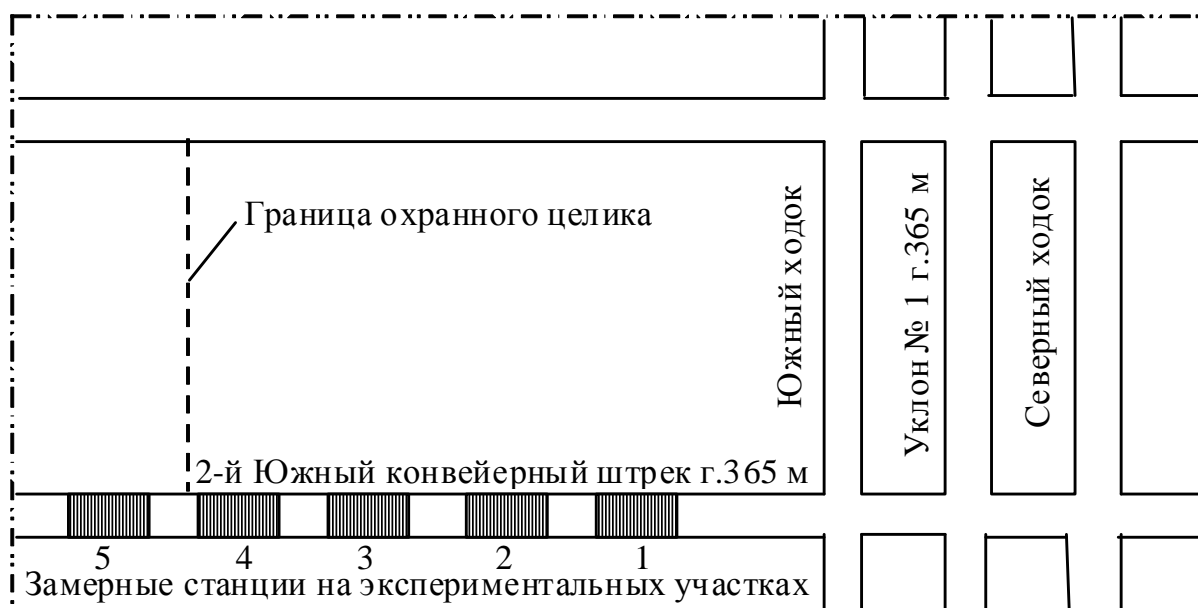 Граница охранного целика
Южный ходок
Уклон № 1 г.365 м
Северный ходок
2-й Южный конвейерный штрек г.365 м
5 4 3 2 1
Замерные станции на экспериментальных участках